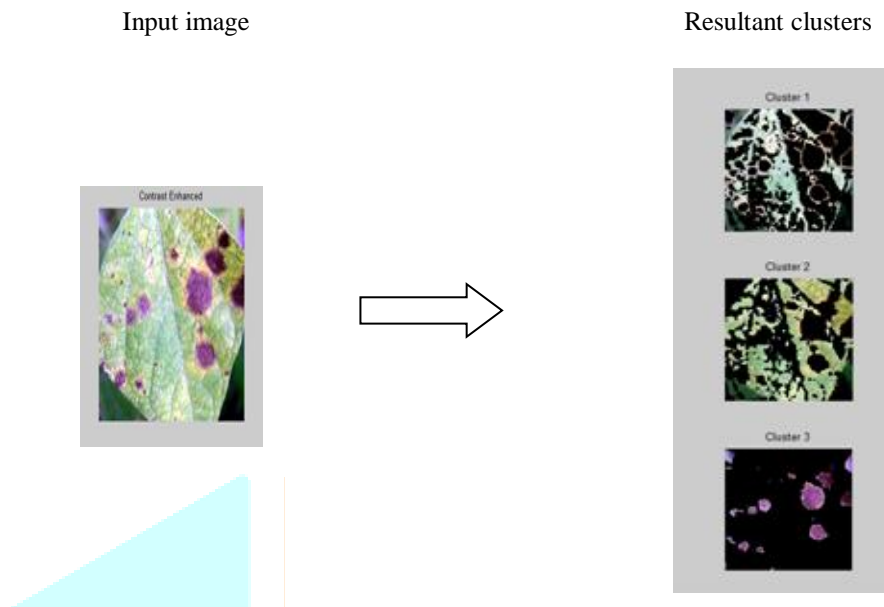 Input image
Resultant clusters
Contrast Enhanced
Cluster 1
Cluster 2
Cluster 3